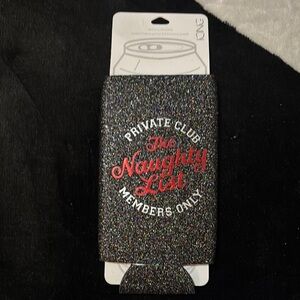 PRIVATE CLUB
The
Naughty
List
MEMBERS ONLY